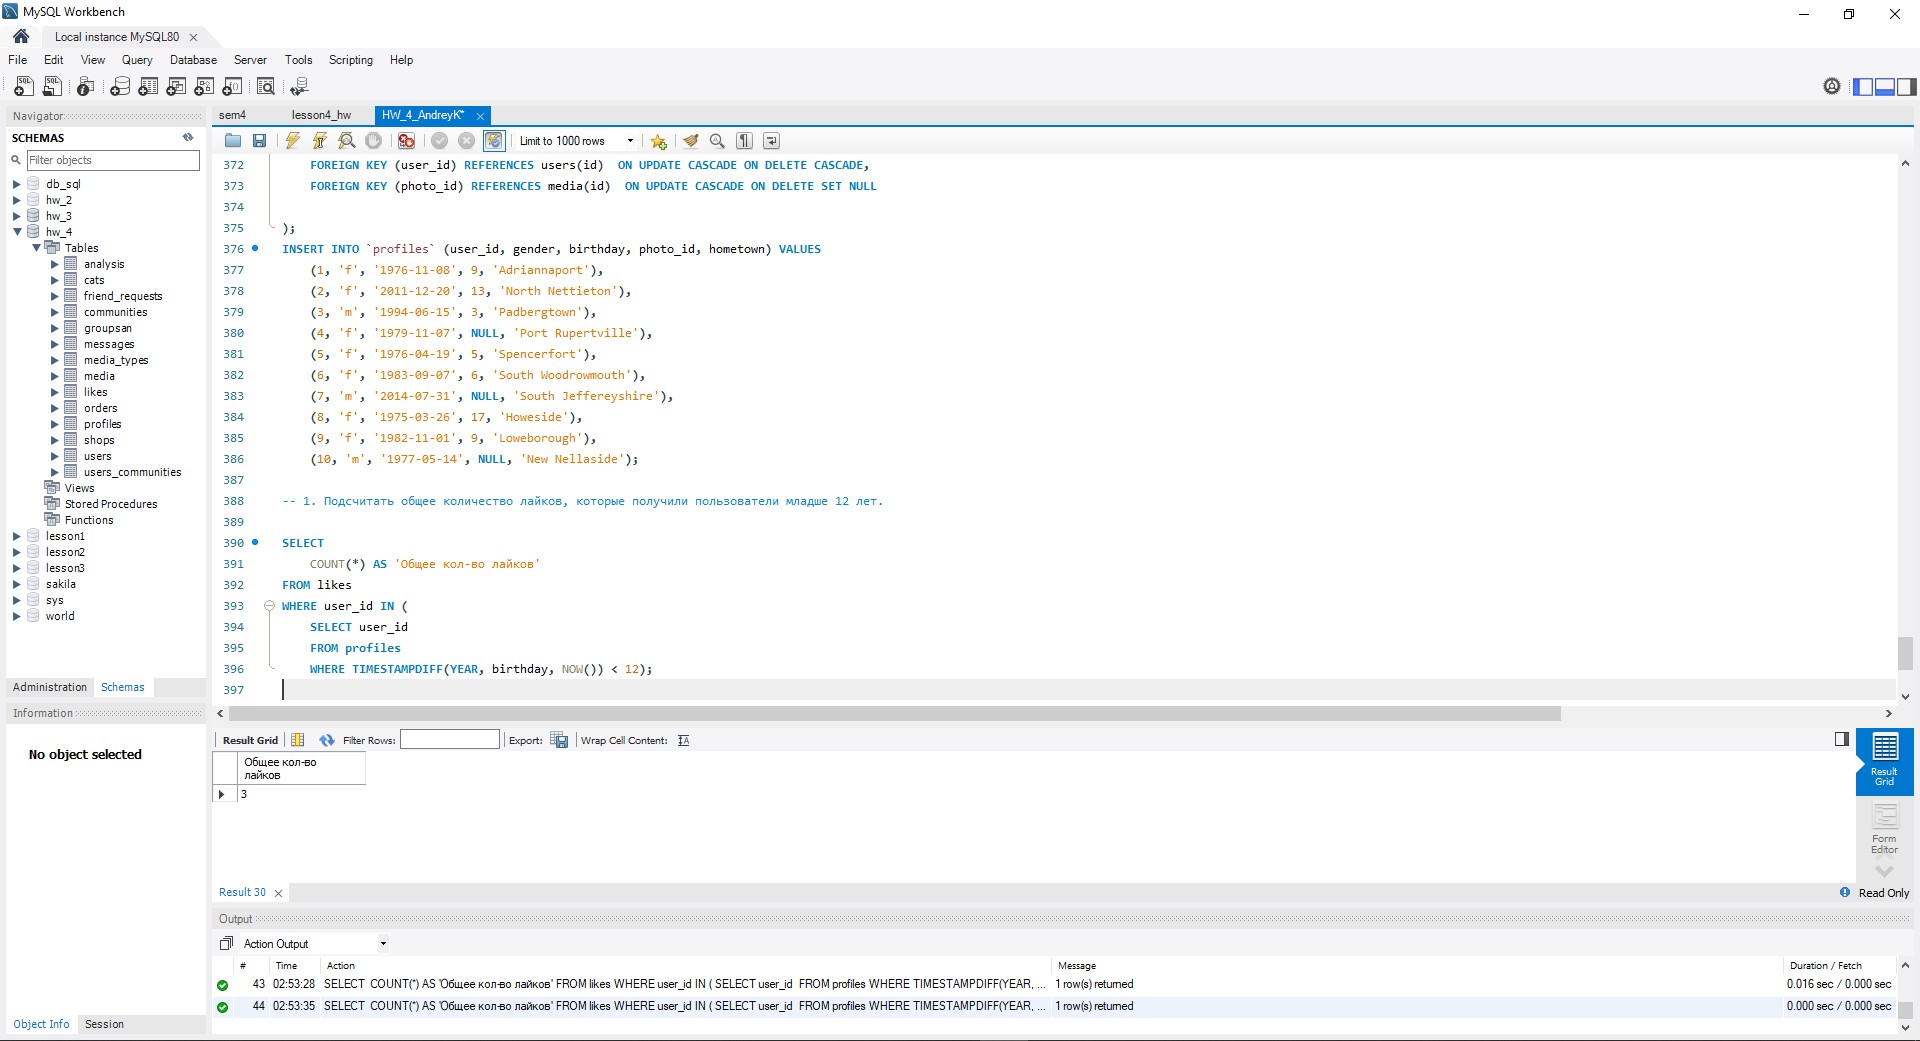 MySQL Workbench
Local instance MySQL80
File Edit View Query Database Server Tools Scripting Help
Navigator
SCHEMAS
Filter objects
db_sql
hw_2
hw_3
hw_4
Tables
analysis
cats
friend_requests
communities
groupsan
messages
media_types
media
likes
orders
profiles
shops
users
users_communities
Views
Stored Procedures
Functions
lesson1
lesson2
lesson3
sakila
sys
world
Administration Schemas
Information
No object selected
Object Info Session
sem4 lesson4_hw HW_4_AndreyK*
Limit to 1000 rows
372 FOREIGN KEY (user_id) REFERENCES users(id) ON UPDATE CASCADE ON DELETE CASCADE,
373 FOREIGN KEY (photo_id) REFERENCES media(id) ON UPDATE CASCADE ON DELETE SET NULL
374
375 );
376 INSERT INTO `profiles` (user_id, gender, birthday, photo_id, hometown) VALUES
377 (1, 'f', '1976-11-08', 9, 'Adriannaport'),
378 (2, 'f', '2011-12-20', 13, 'North Nettieton'),
379 (3, 'm', '1994-06-15', 3, 'Padbergtown'),
380 (4, 'f', '1979-11-07', NULL, 'Port Rupertville'),
381 (5, 'f', '1976-04-19', 5, 'Spencerfort'),
382 (6, 'f', '1983-09-07', 6, 'South Woodrowmouth'),
383 (7, 'm', '2014-07-31', NULL, 'South Jeffereyshire'),
384 (8, 'f', '1975-03-26', 17, 'Howeside'),
385 (9, 'f', '1982-11-01', 9, 'Loweborough'),
386 (10, 'm', '1977-05-14', NULL, 'New Nellaside');
387
388 -- 1. Подсчитать общее количество лайков, которые получили пользователи младше 12 лет.
389
390 SELECT
391 COUNT(*) AS 'Общее кол-во лайков'
392 FROM likes
393 WHERE user_id IN (
394 SELECT user_id
395 FROM profiles
396 WHERE TIMESTAMPDIFF(YEAR, birthday, NOW()) < 12);
397
Result Grid Filter Rows: Export: Wrap Cell Content:
Общее кол-во
лайков
3
Result
Grid
Form
Editor
Result 30
Read Only
Output
Action Output
# Time Action Message Duration / Fetch
43 02:53:28 SELECT COUNT(*) AS 'Общее кол-во лайков' FROM likes WHERE user_id IN ( SELECT user_id FROM profiles WHERE TIMESTAMPDIFF(YEAR, ... 1 row(s) returned 0.016 sec / 0.000 sec
44 02:53:35 SELECT COUNT(*) AS 'Общее кол-во лайков' FROM likes WHERE user_id IN ( SELECT user_id FROM profiles WHERE TIMESTAMPDIFF(YEAR, ... 1 row(s) returned 0.000 sec / 0.000 sec